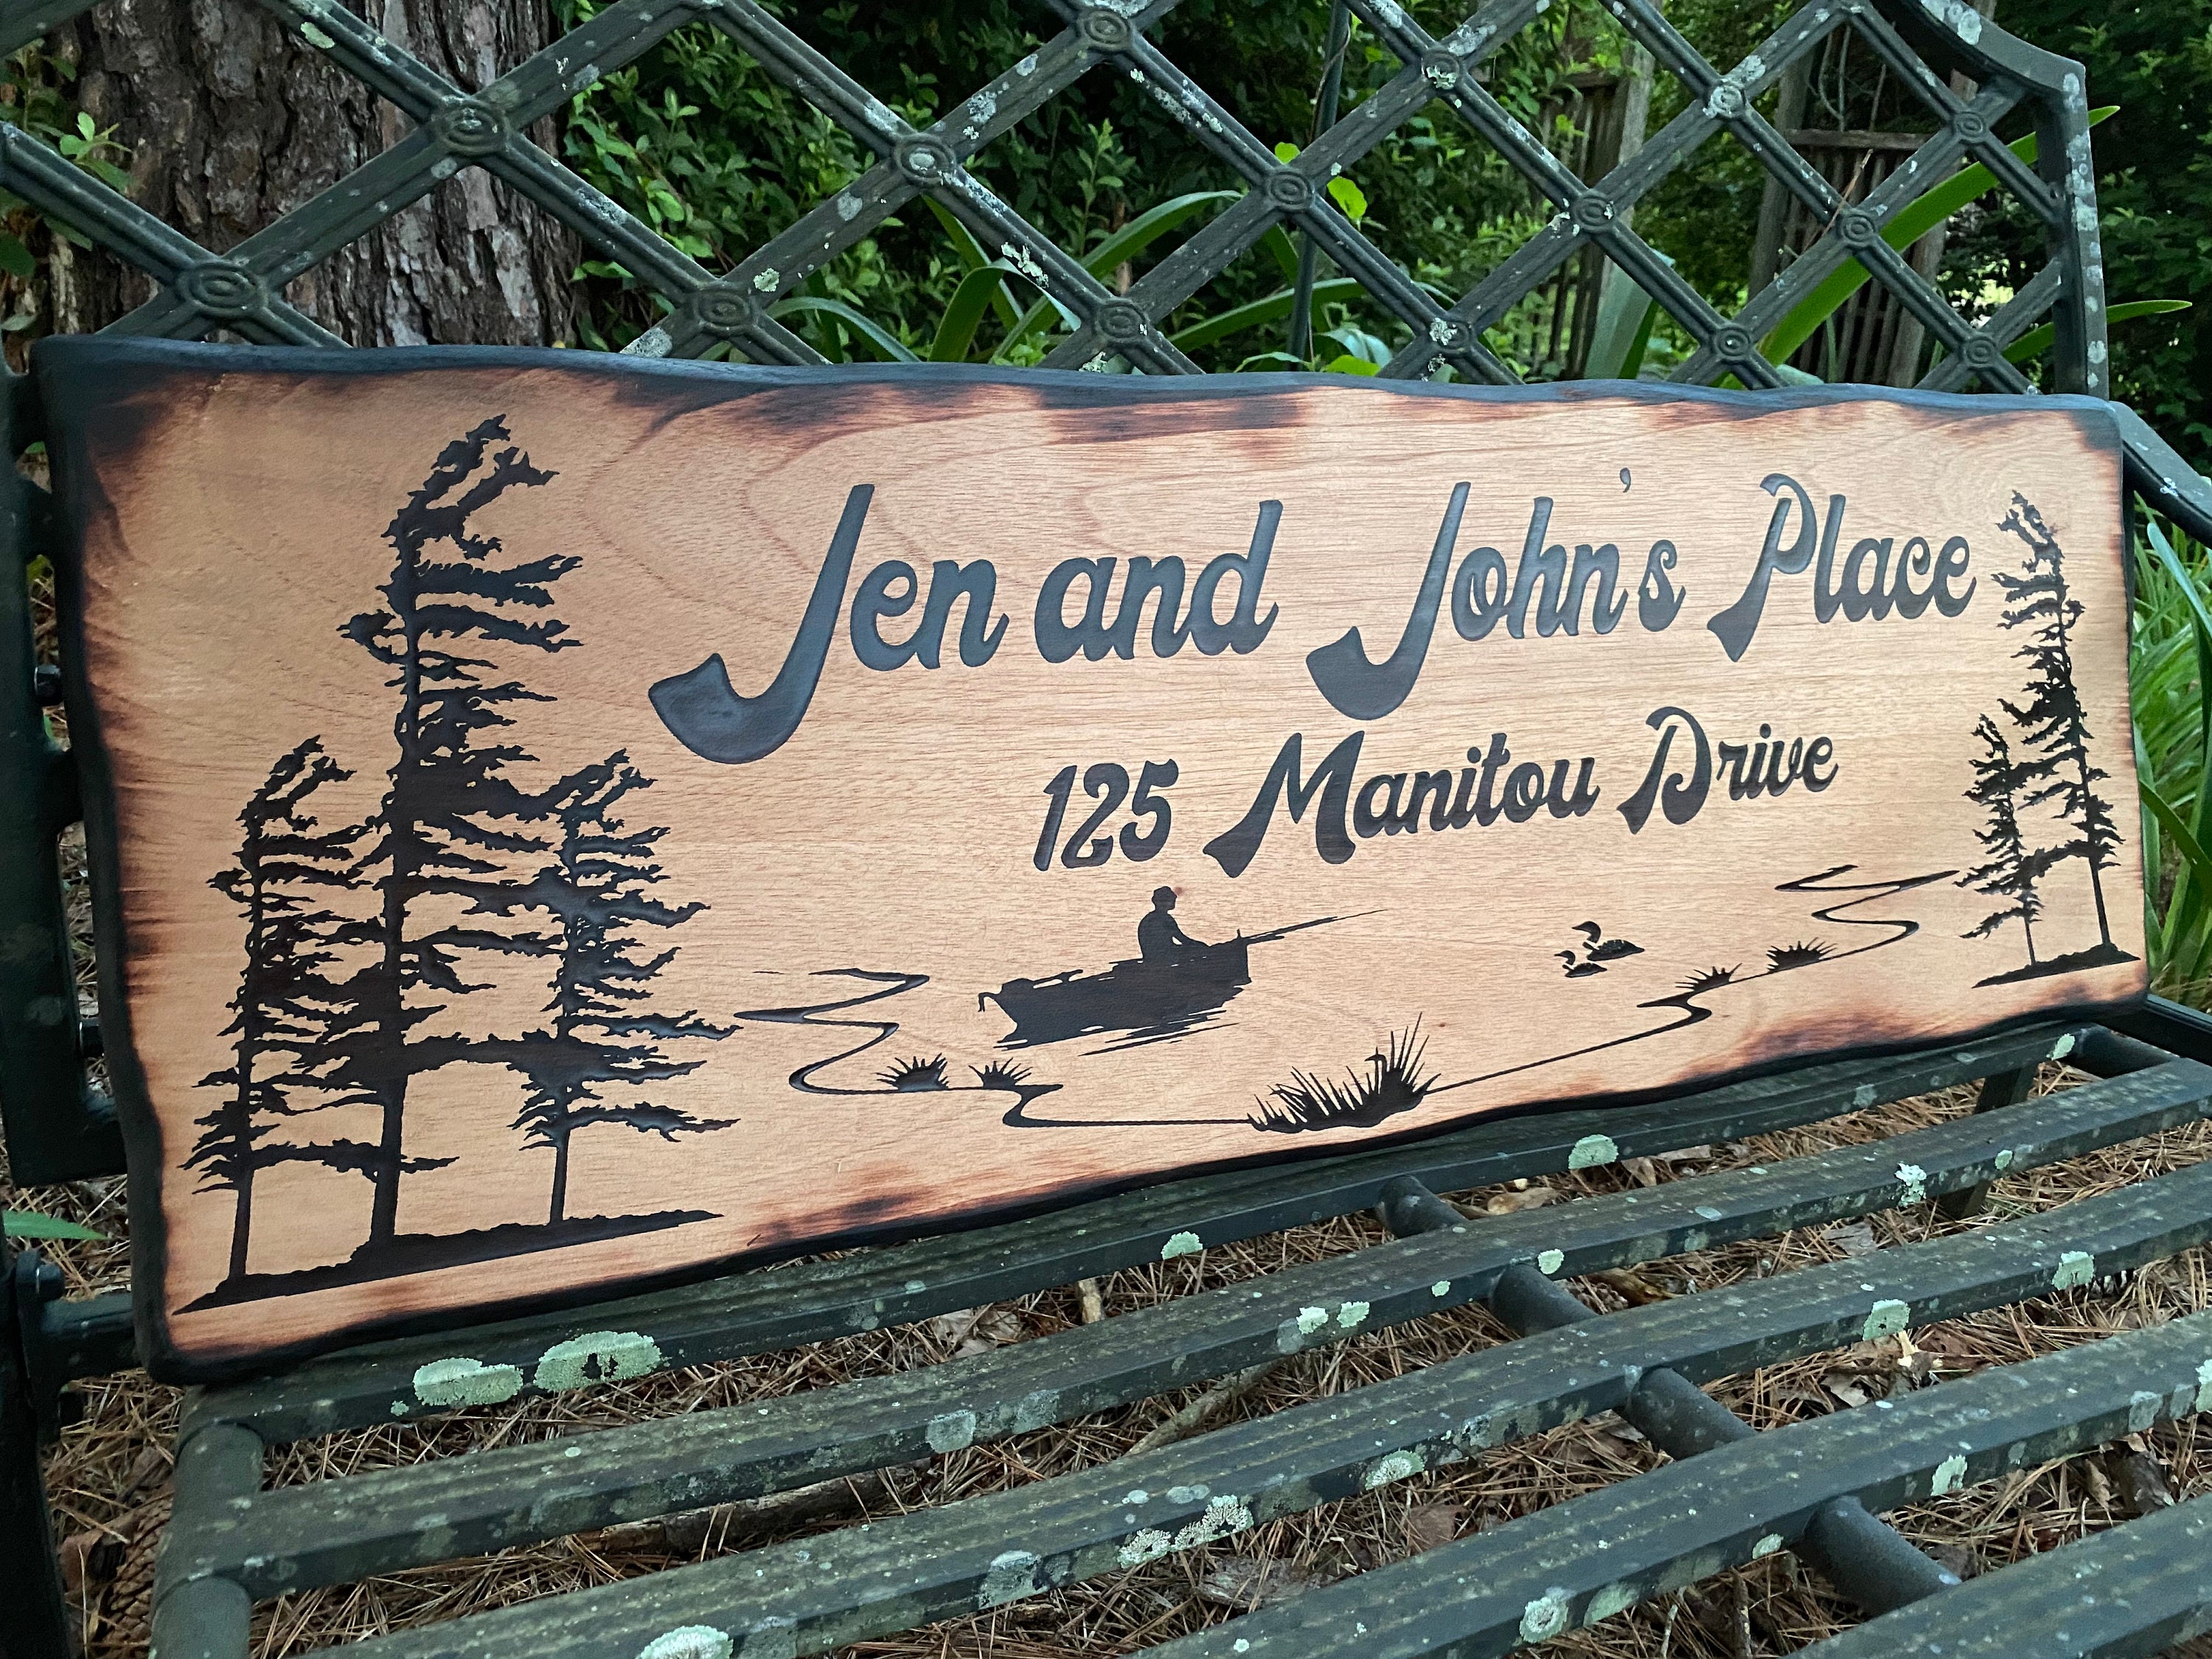 Jen and John's Place
125 Manitou Drive